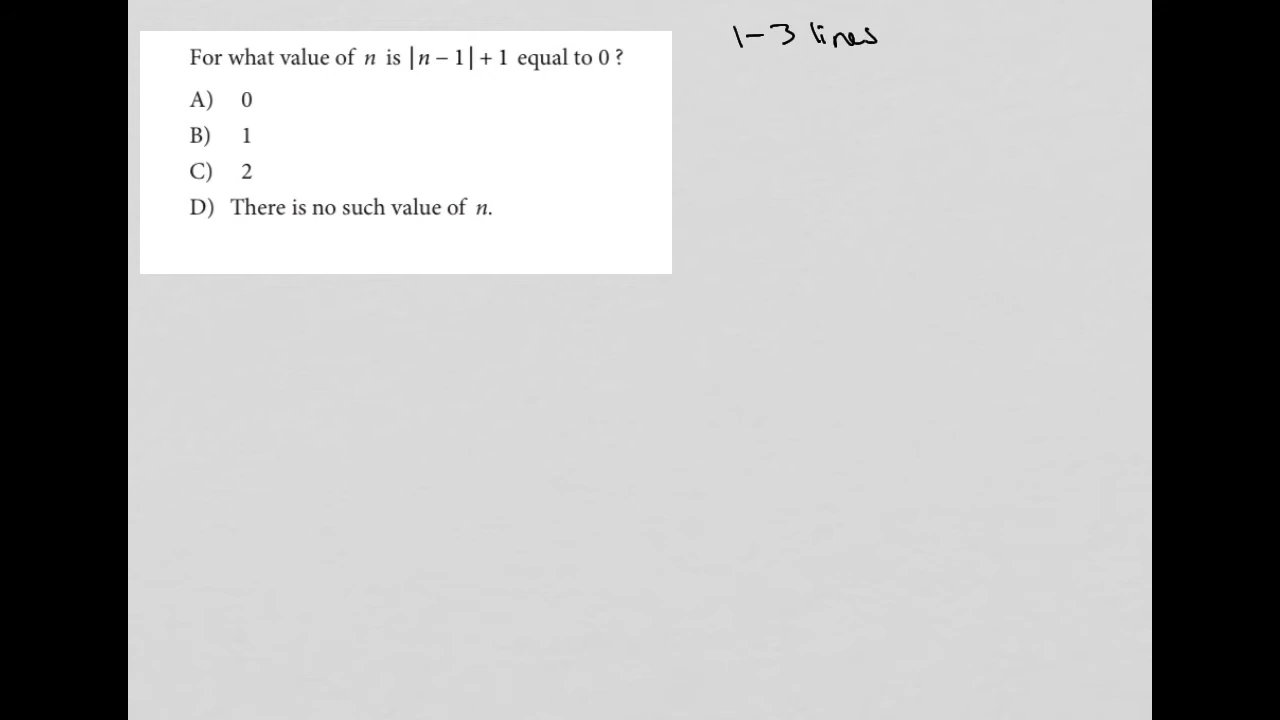 1-3 lines
For what value of n is |n − 1| + 1 equal to 0 ?
A) 0
B) 1
C) 2
D) There is no such value of n.